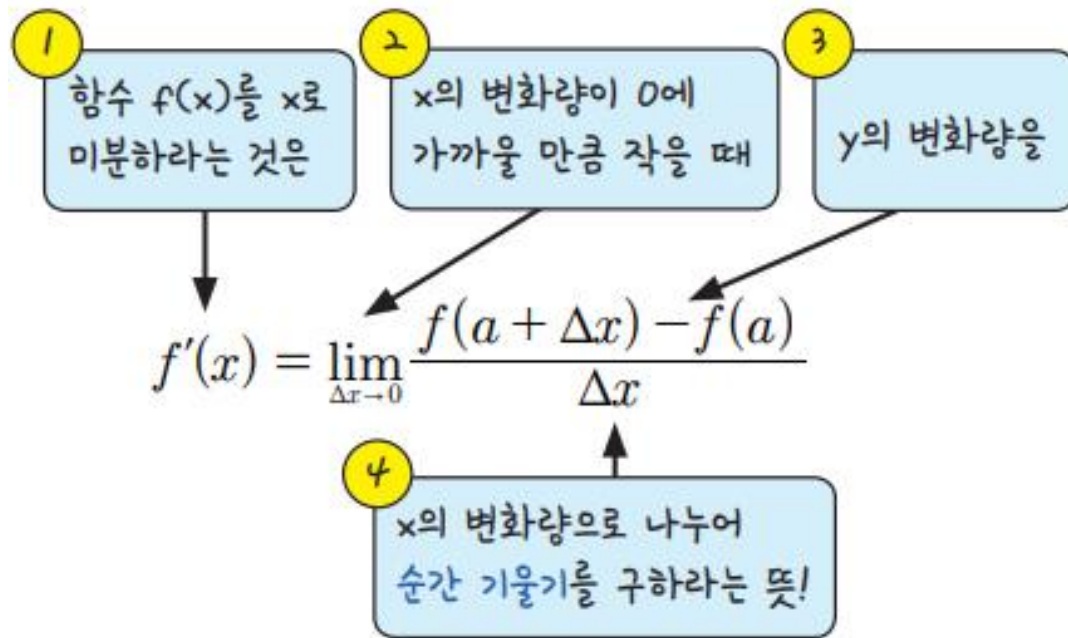 1
함수 f(x)를 x로
미분하라는 것은
2
x의 변화량이 0에
가까울 만큼 작을 때
3
y의 변화량을
f′(x) = lim Δx→0 f(a + Δx) − f(a) / Δx
4
x의 변화량으로 나누어
순간 기울기를 구하라는 뜻!